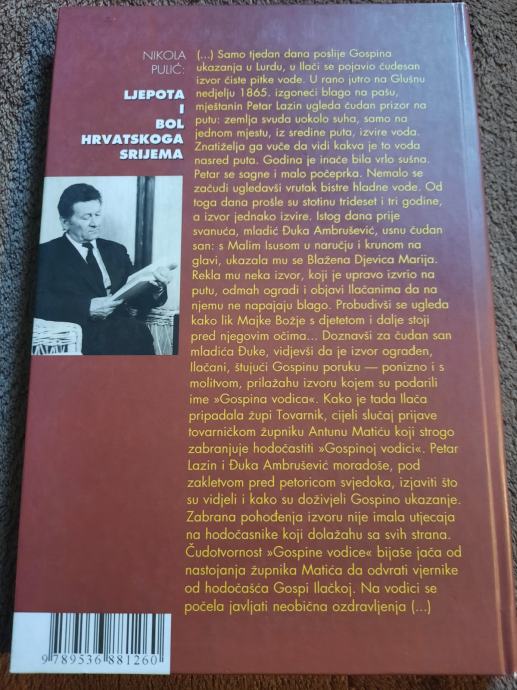 NIKOLA
PULIĆ:
LJEPOTA
I
BOL
HRVATSKOGA
SRIJEMA
(...) Samo tjedan dana poslije Gospina
ukazanja u Lurdu, u Ilači se pojavio čudesan
izvor čiste pitke vode. U rano jutro na Glušnu
nedjelju 1865. izgoneći blago na pašu,
mještanin Petar Lazin ugleda čudan prizor na
putu: zemlja svuda uokolo suha, samo na
jednom mjestu, iz sredine puta, izvire voda.
Znatiželja ga vuče da vidi kakva je to voda
nasred puta. Godina je inače bila vrlo sušna.
Petar se sagne i malo počeprka. Nemalo se
začudi ugledavši vrutak bistre hladne vode. Od
toga dana prošle su stotinu trideset i tri godine,
a izvor jednako izvire. Istog dana prije
svanuća, mladić Đuka Ambrušević, usnu čudan
san: s Malim Isusom u naručju i krunom na
glavi, ukazala mu se Blažena Djevica Marija.
Rekla mu neka izvor, koji je upravo izvrio na
putu, odmah ogradi i objavi Ilačanima da na
njemu ne napajaju blago. Probudivši se ugleda
kako lik Majke Božje s djetetom i dalje stoji
pred njegovim očima... Doznavši za čudan san
mladića Đuke, vidjevši da je izvor ograđen,
Ilačani, štujući Gospinu poruku — ponizno i s
molitvom, prilažahu izvoru kojem su podarili
ime »Gospina vodica«. Kako je tada Ilača
pripadala župi Tovarnik, cijeli slučaj prijave
tovarničkom župniku Antunu Matiću koji strogo
zabranjuje hodočastiti »Gospinoj vodici«. Petar
Lazin i Đuka Ambrušević moradoše, pod
zakletvom pred petoricom svjedoka, izjaviti što
su vidjeli i kako su doživjeli Gospino ukazanje.
Zabrana pohođenja izvoru nije imala utjecaja
na hodočasnike koji dolažahu sa svih strana.
Čudotvornost »Gospine vodice« bijaše jača od
nastojanja župnika Matića da odvrati vjernike
od hodočašća Gospi Ilačkoj. Na vodici se
počela javljati neobična ozdravljenja (...)
9 789536 881260